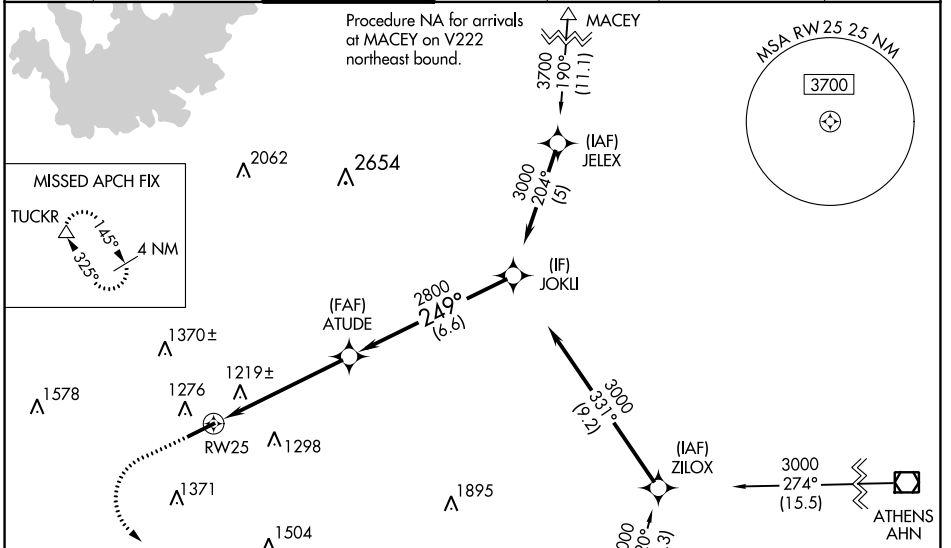 Procedure NA for arrivals
at MACEY on V222
northeast bound.
MACEY
3700
190°
(11.1)
MSA RW 25 25 NM
3700
(IAF)
JELEX
3000
204°
(5)
2062
2654
MISSED APCH FIX
TUCKR
145°
4 NM
325°
(IF)
JOKLI
2800
249°
(6.6)
(FAF)
ATUDE
1370±
1219±
1578
1276
RW25
1298
1371
1504
1895
3000
331°
(9.2)
(IAF)
ZILOX
3000
274°
(15.5)
ATHENS
AHN